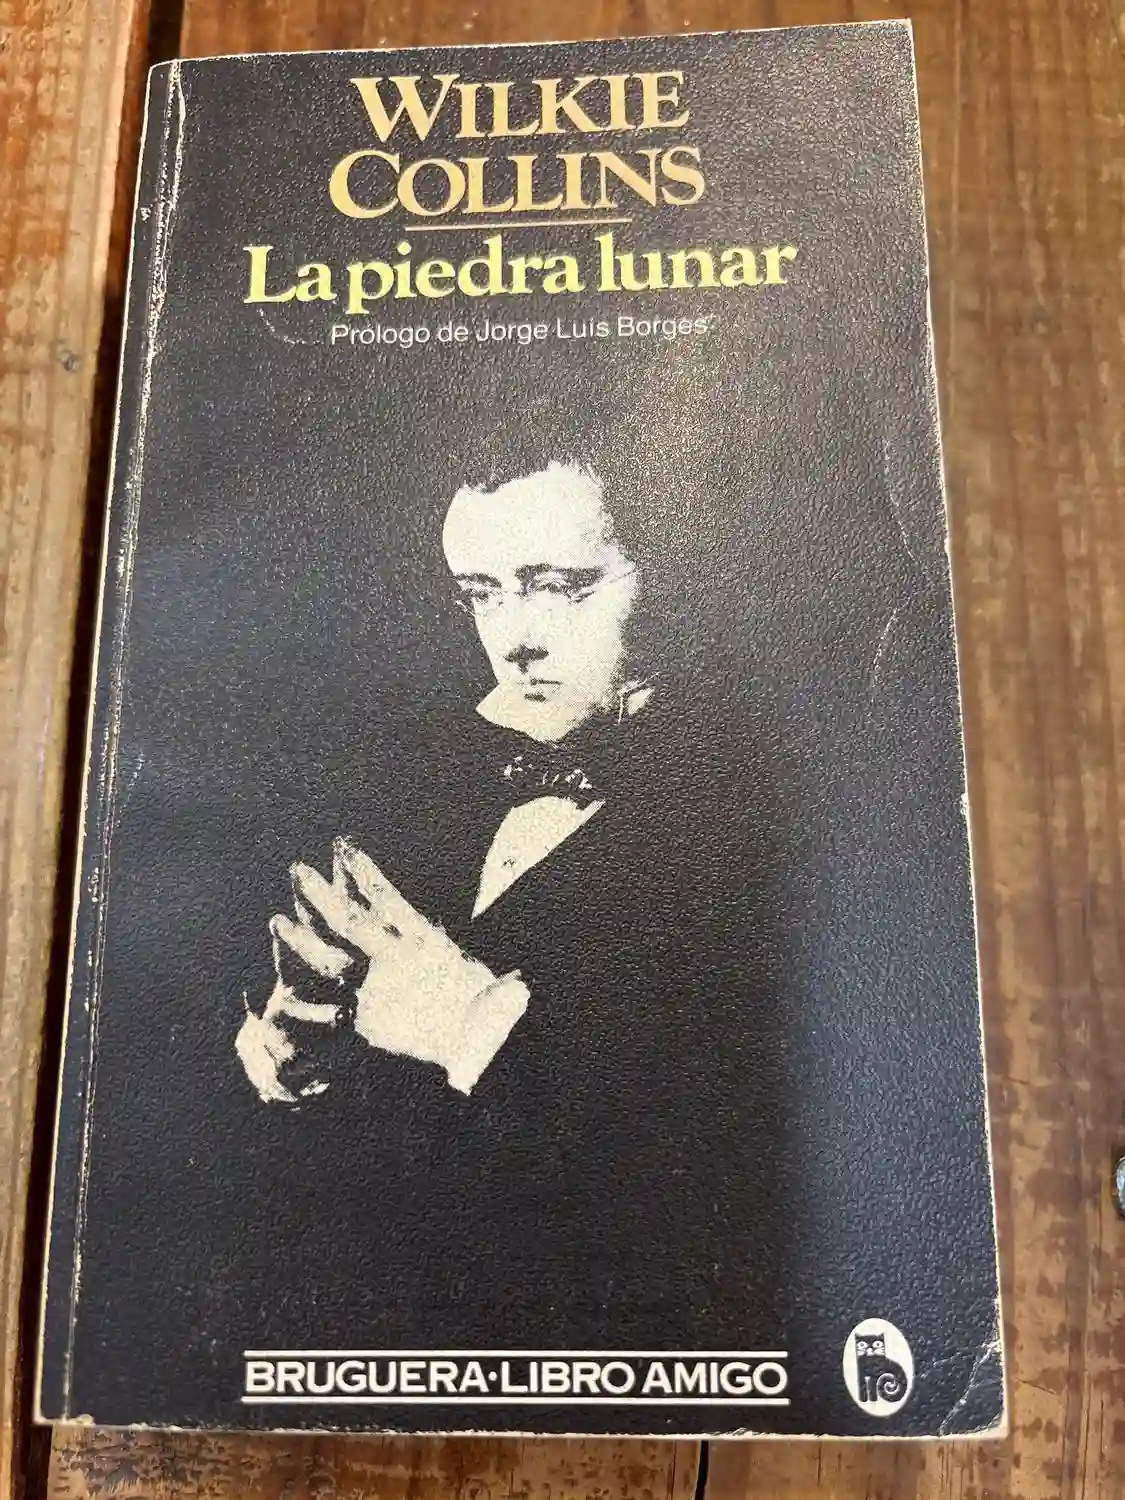 WILKIE
COLLINS
La piedra lunar
Prólogo de Jorge Luis Borges
BRUGUERA·LIBRO AMIGO